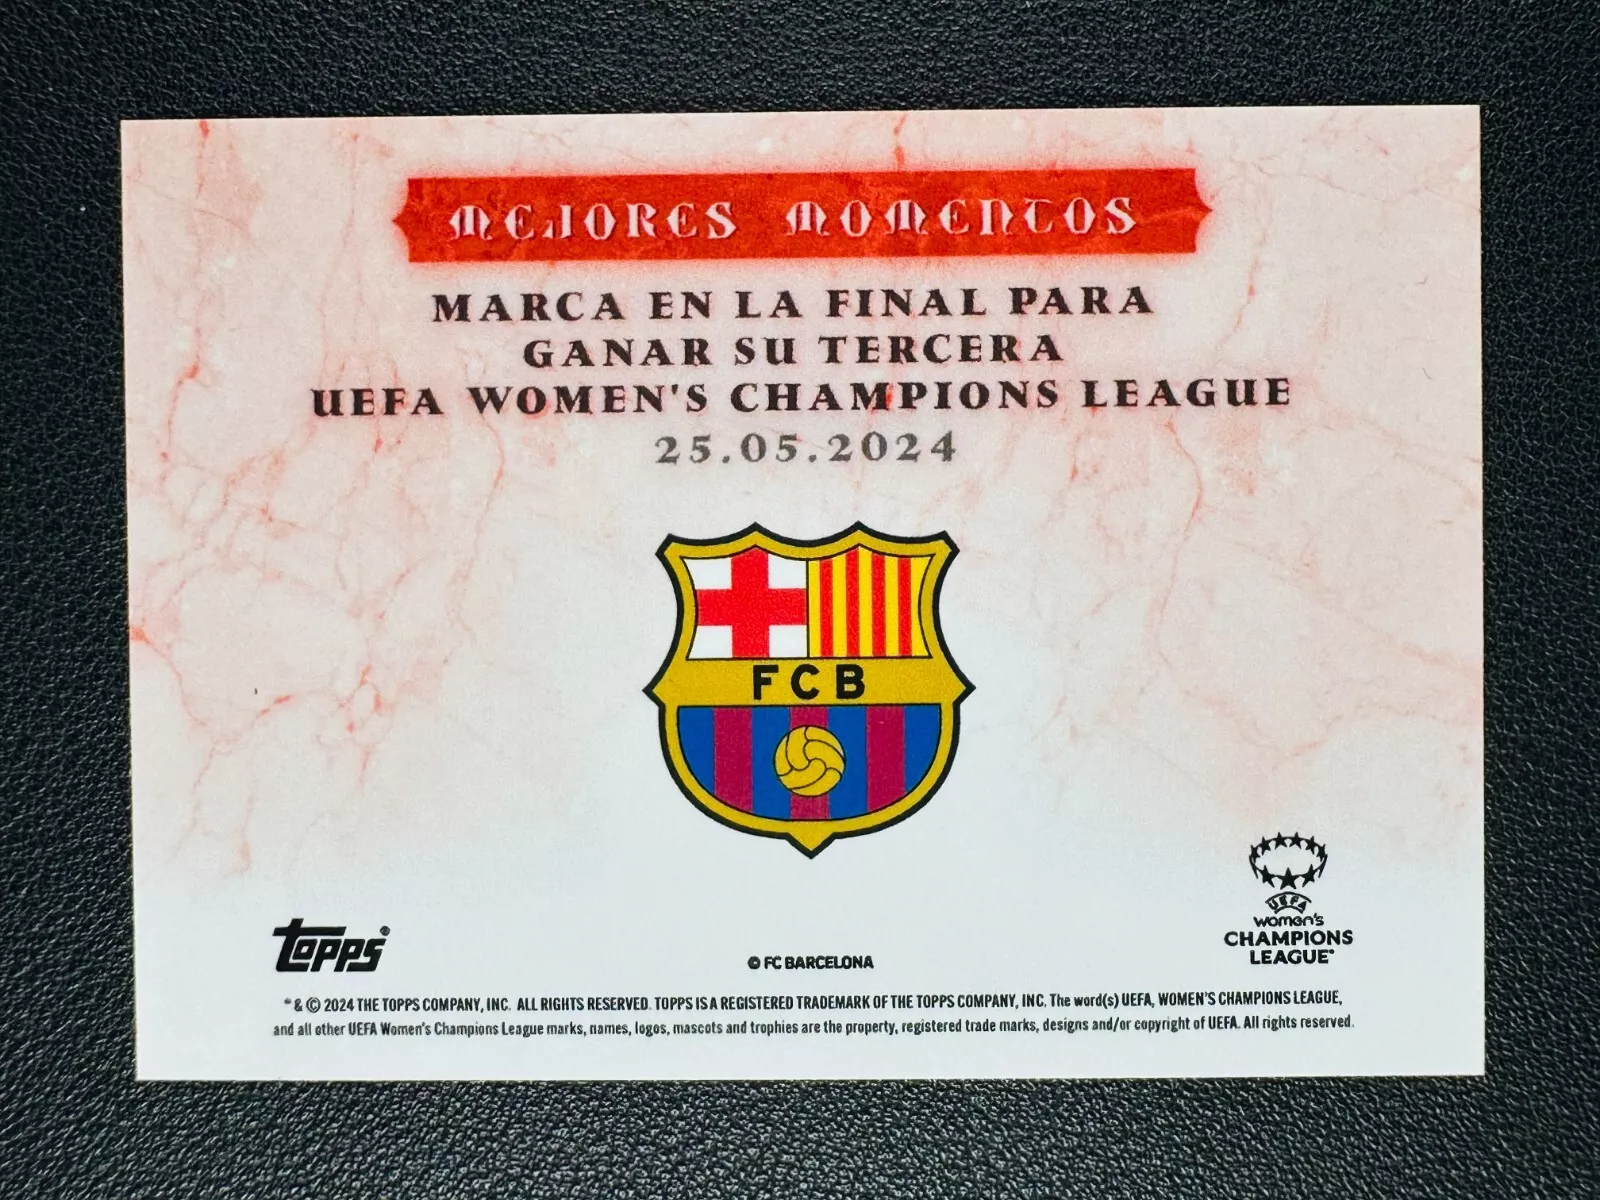 MEJORES MOMENTOS
MARCA EN LA FINAL PARA
GANAR SU TERCERA
UEFA WOMEN'S CHAMPIONS LEAGUE
25.05.2024
FCB
UEFA
women's
CHAMPIONS
LEAGUE
topps®
© FC BARCELONA
® & © 2024 THE TOPPS COMPANY, INC. ALL RIGHTS RESERVED. TOPPS IS A REGISTERED TRADEMARK OF THE TOPPS COMPANY, INC. The word(s) UEFA, WOMEN'S CHAMPIONS LEAGUE,
and all other UEFA Women's Champions League marks, names, logos, mascots and trophies are the property, registered trade marks, designs and/or copyright of UEFA. All rights reserved.